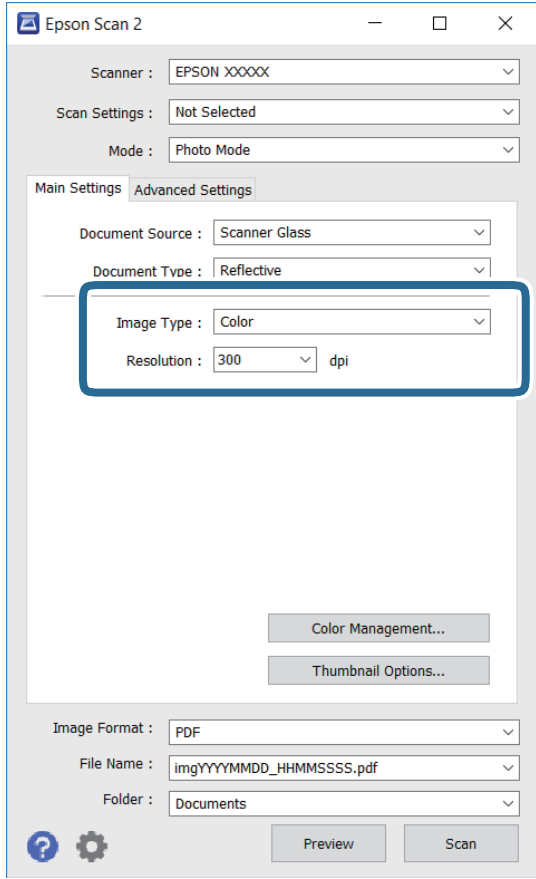 Epson Scan 2
Scanner : EPSON XXXXX
Scan Settings : Not Selected
Mode : Photo Mode
Main Settings Advanced Settings
Document Source : Scanner Glass
Document Type : Reflective
Image Type : Color
Resolution : 300 dpi
Color Management...
Thumbnail Options...
Image Format : PDF
File Name : imgYYYYMMDD_HHMMSSSS.pdf
Folder : Documents
? Preview Scan